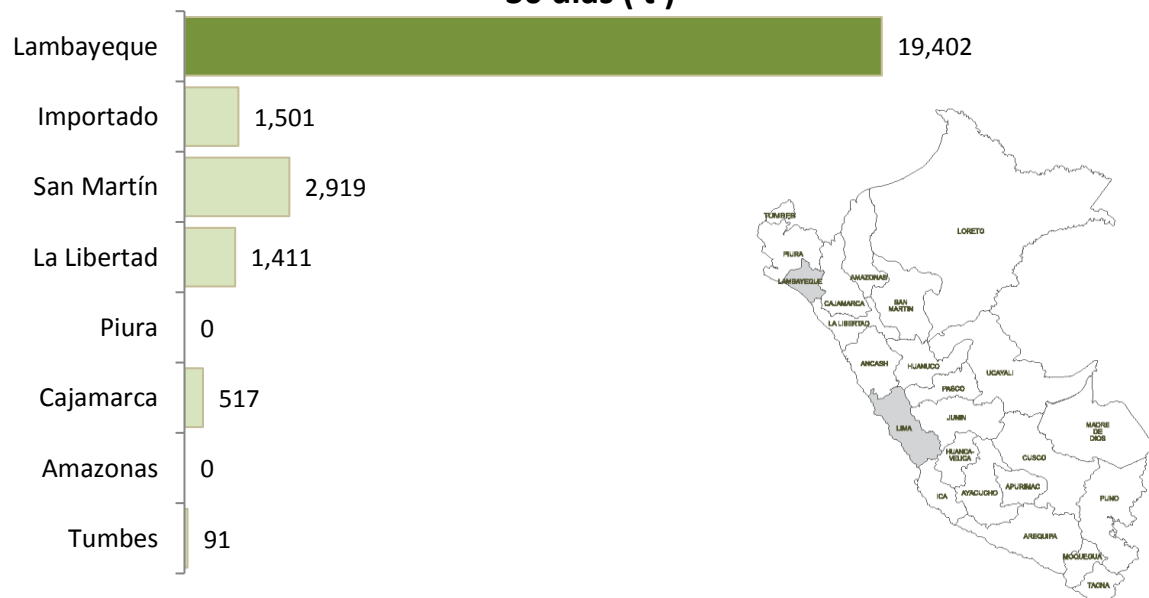 30 días ( t )
Lambayeque 19,402
Importado 1,501
San Martín 2,919
La Libertad 1,411
Piura 0
Cajamarca 517
Amazonas 0
Tumbes 91
TUMBES
LORETO
PIURA
LAMBAYEQUE
AMAZONAS
CAJAMARCA
SAN
MARTIN
LA LIBERTAD
ANCASH
HUANUCO
UCAYALI
PASCO
LIMA
JUNIN
MADRE
DE
DIOS
HUANCA-
VELICA
CUSCO
ICA
AYACUCHO
APURIMAC
PUNO
AREQUIPA
MOQUEGUA
TACNA